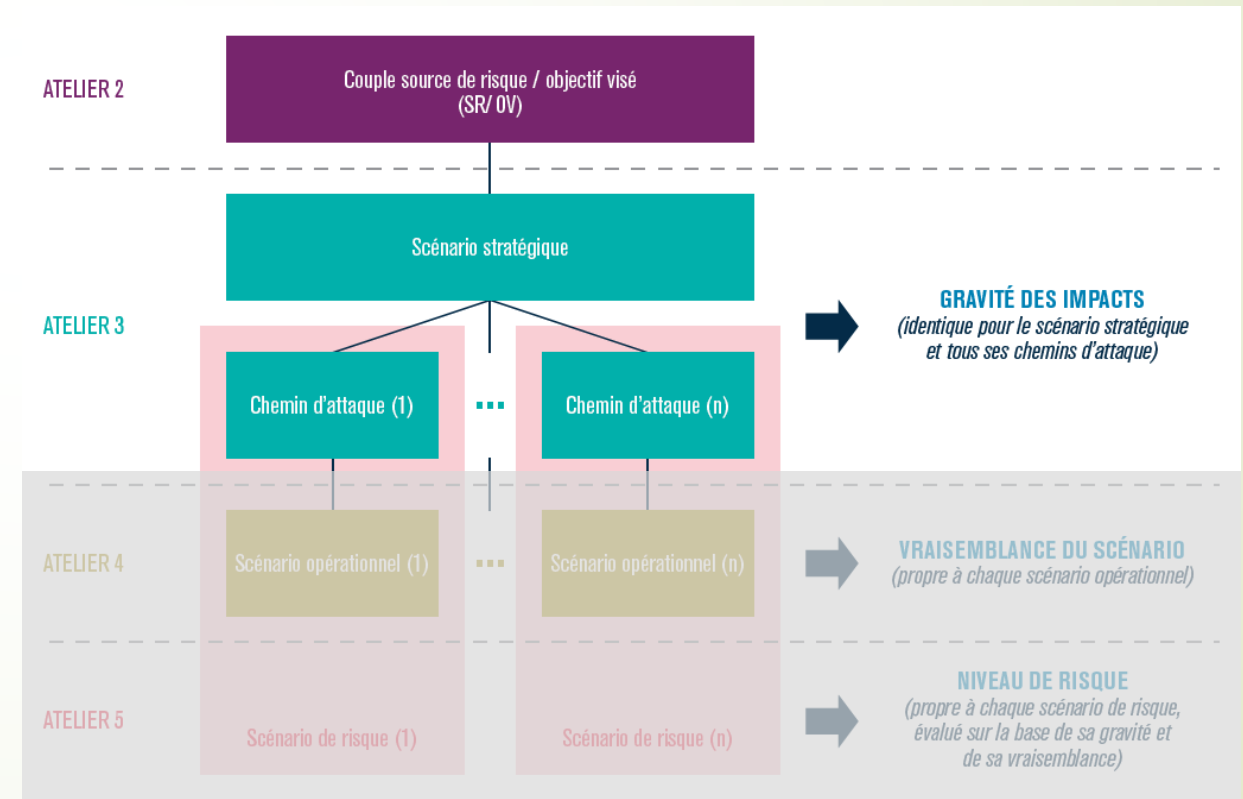 ATELIER 2
Couple source de risque / objectif visé
(SR/ OV)
Scénario stratégique
ATELIER 3
GRAVITÉ DES IMPACTS
(identique pour le scénario stratégique
et tous ses chemins d'attaque)
Chemin d'attaque (1)
...
Chemin d'attaque (n)
ATELIER 4
Scénario opérationnel (1)
...
Scénario opérationnel (n)
VRAISEMBLANCE DU SCÉNARIO
(propre à chaque scénario opérationnel)
ATELIER 5
Scénario de risque (1)
Scénario de risque (n)
NIVEAU DE RISQUE
(propre à chaque scénario de risque,
évalué sur la base de sa gravité et
de sa vraisemblance)